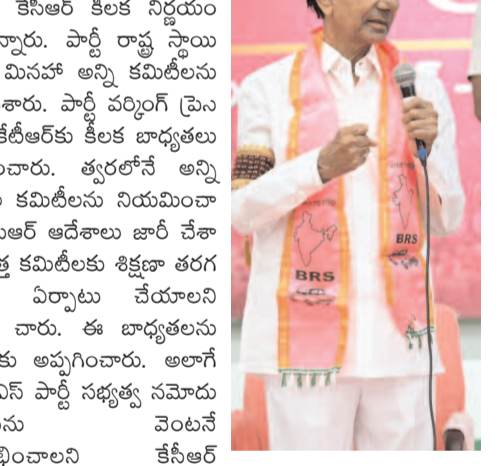 కేసీఆర్ కీలక నిర్ణయం
న్నారు. పార్టీ రాష్ట్ర స్థాయి
మినహా అన్ని కమిటీలను
శారు. పార్టీ వర్కింగ్ ప్రెసి
కేటీఆర్‌కు కీలక బాధ్యతలు
ంచారు. త్వరలోనే అన్ని
కమిటీలను నియమించా
ఆదేశాలు జారీ చేశా
త్త కమిటీలకు శిక్షణా తరగ
ఏర్పాటు చేయాలని
చారు. ఈ బాధ్యతలను
కు అప్పగించారు. అలాగే
ఎస్ పార్టీ సభ్యత్వ నమోదు
ను వెంటనే
భించాలని కేసీఆర్
BRS
BRS